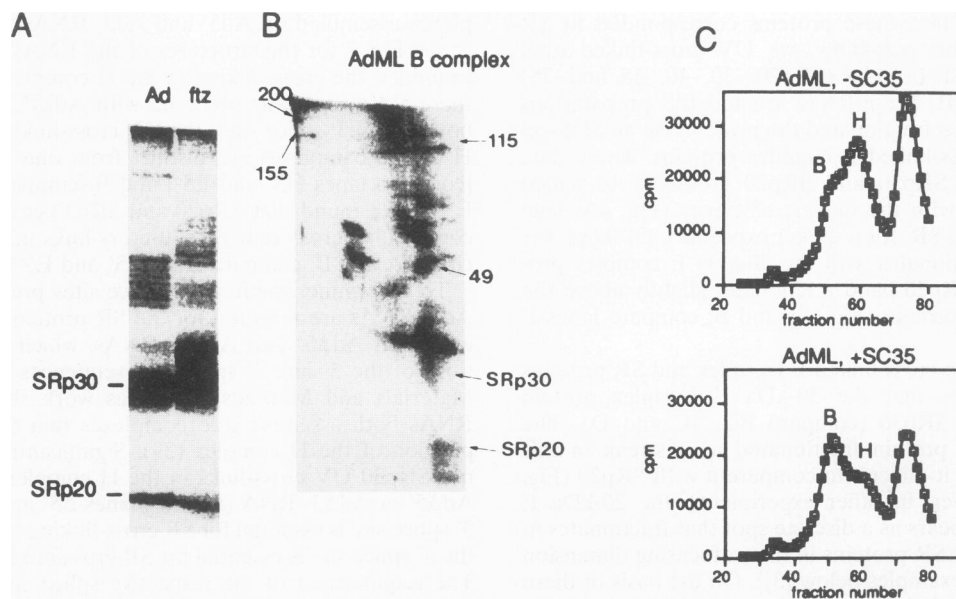 A
Ad ftz
SRp30
SRp20
B
AdML B complex
200
155
115
49
SRp30
SRp20
C
AdML, -SC35
30000
20000
10000
0
cpm
B
H
20 40 60 80
fraction number
AdML, +SC35
30000
20000
10000
0
cpm
B
H
20 40 60 80
fraction number